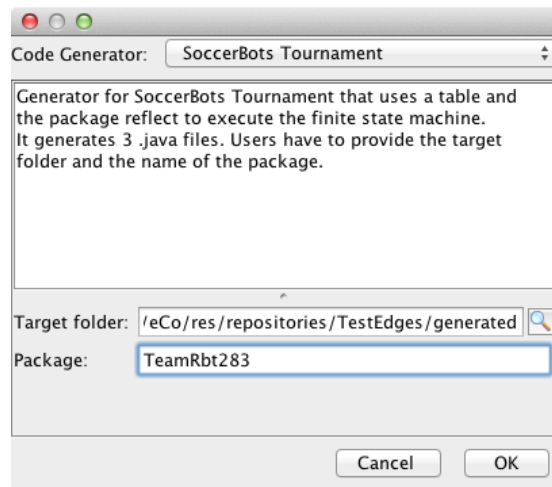 Code Generator: SoccerBots Tournament
Generator for SoccerBots Tournament that uses a table and
the package reflect to execute the finite state machine.
It generates 3 .java files. Users have to provide the target
folder and the name of the package.
Target folder: /eCo/res/repositories/TestEdges/generated
Package: TeamRbt283
Cancel OK